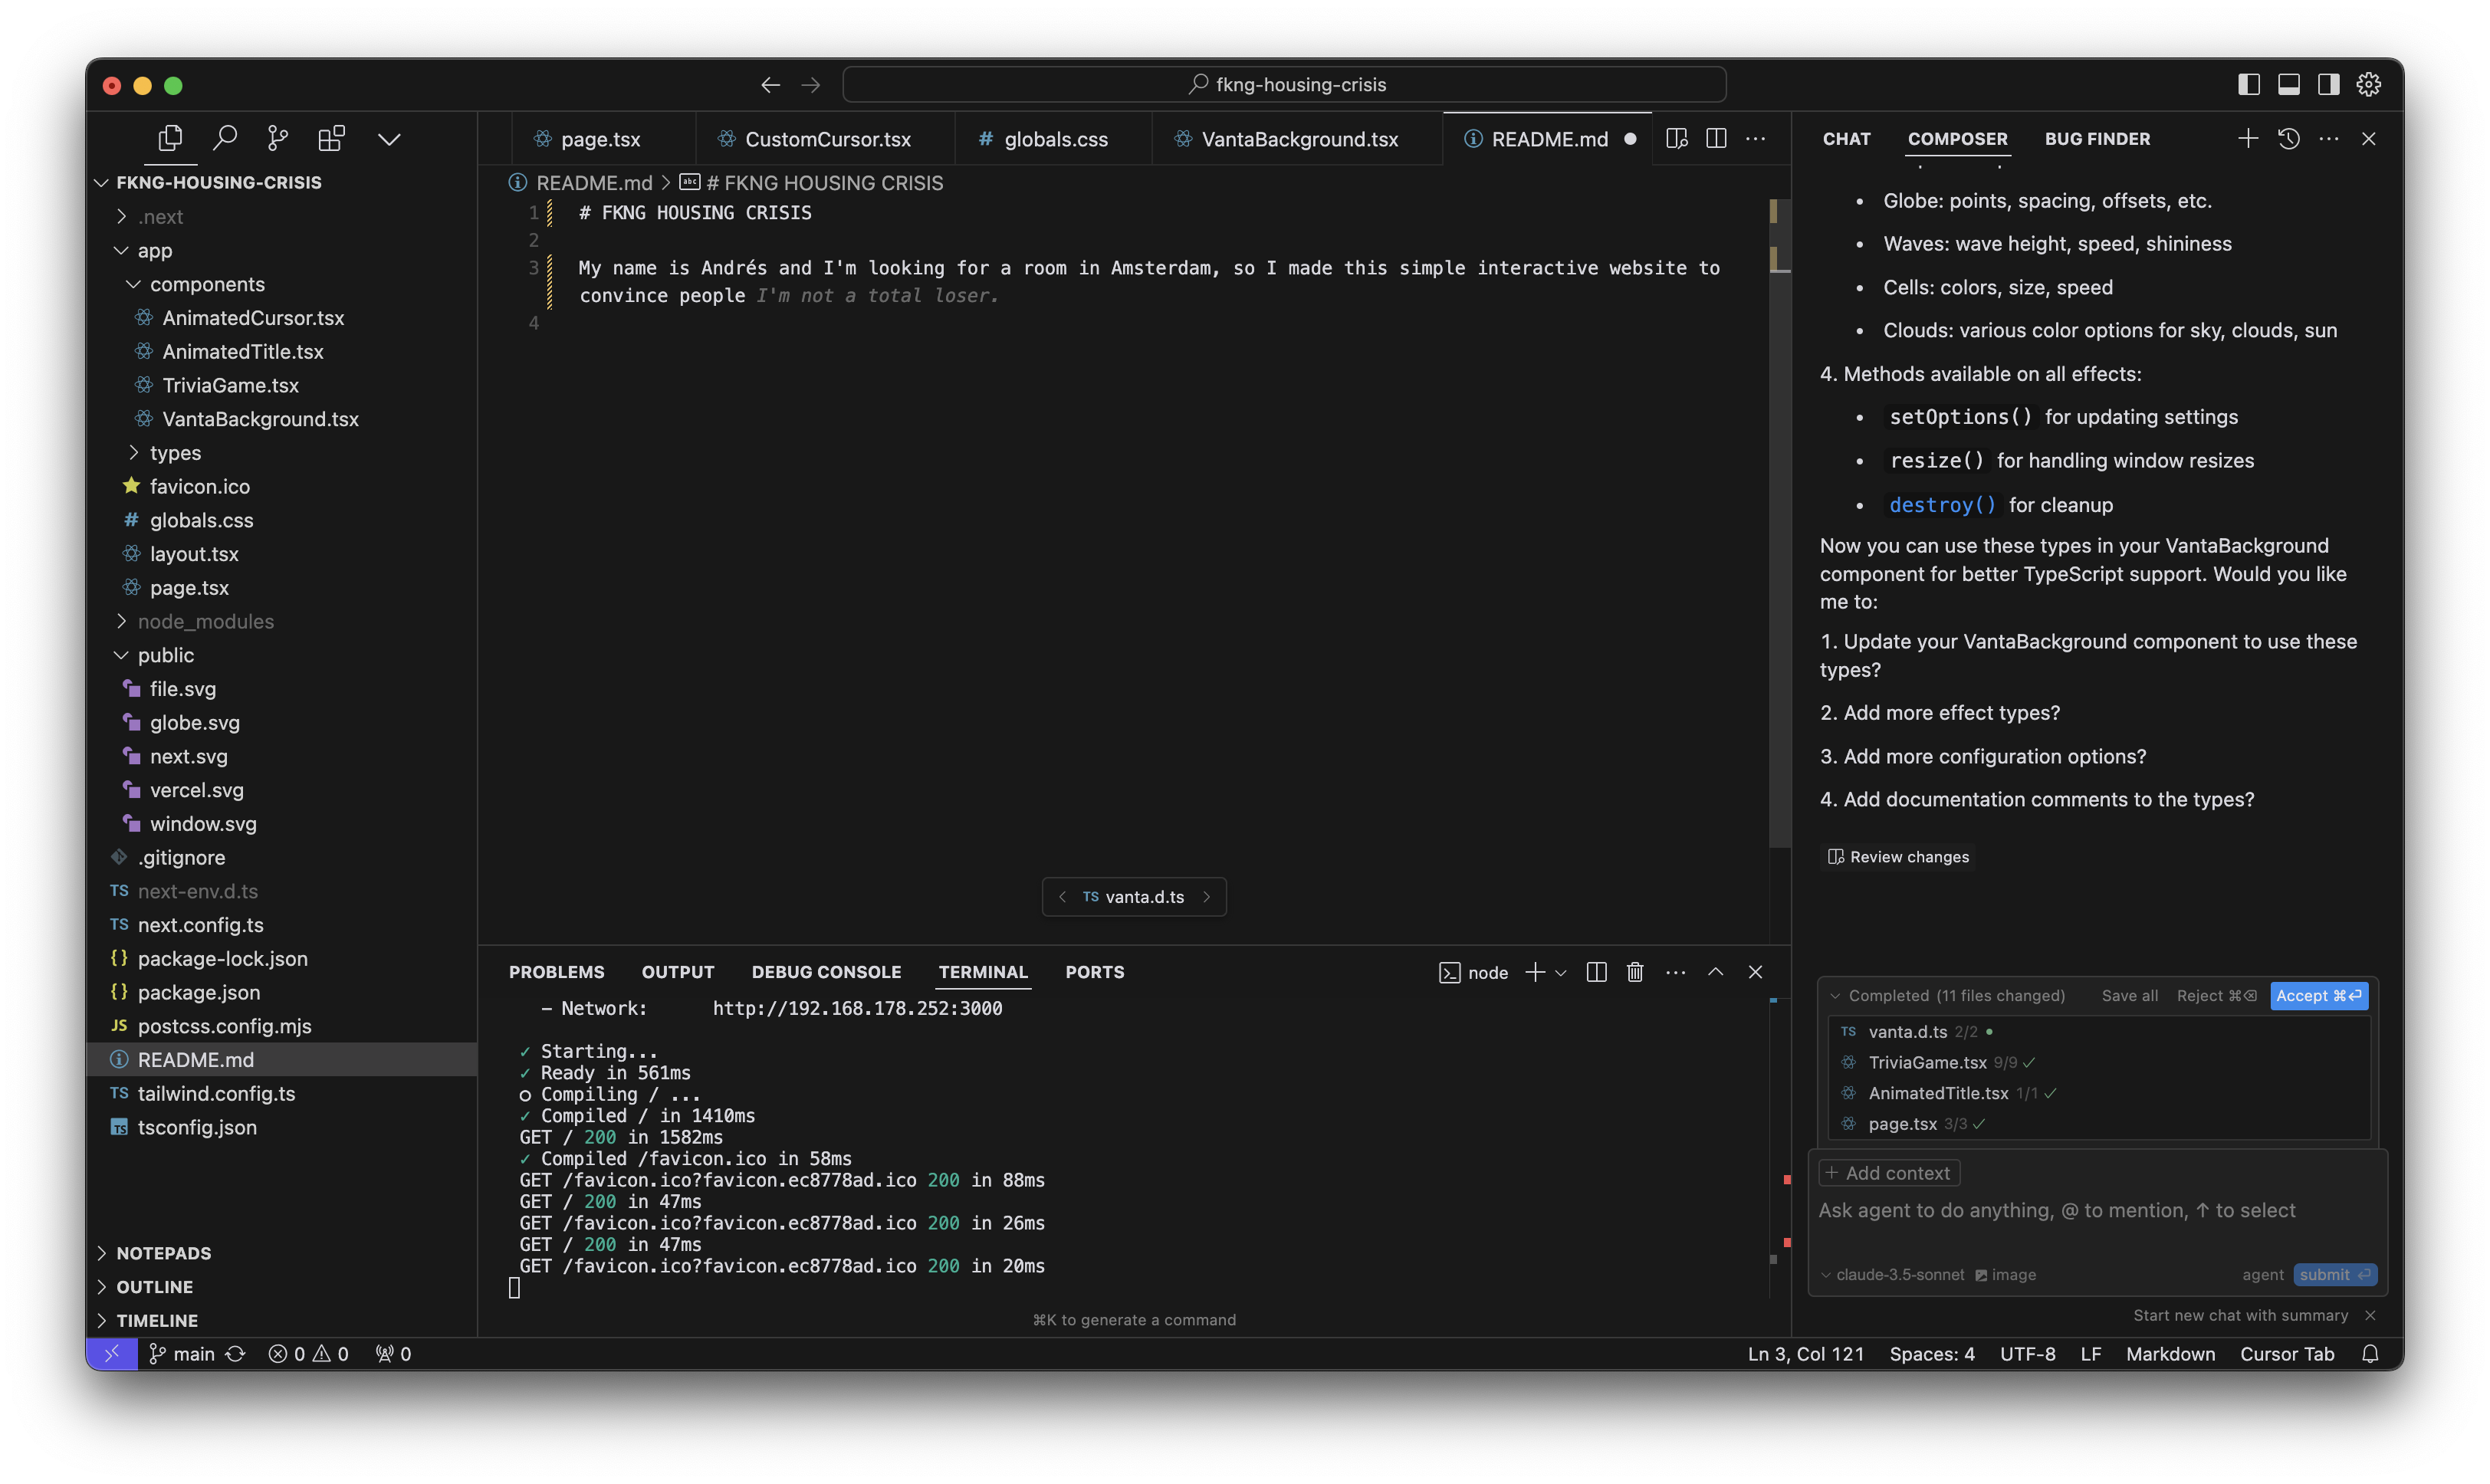 fkng-housing-crisis
FKNG-HOUSING-CRISIS
.next
app
components
AnimatedCursor.tsx
AnimatedTitle.tsx
TriviaGame.tsx
VantaBackground.tsx
types
favicon.ico
# globals.css
layout.tsx
page.tsx
node_modules
public
file.svg
globe.svg
next.svg
vercel.svg
window.svg
.gitignore
TS next-env.d.ts
TS next.config.ts
{} package-lock.json
{} package.json
JS postcss.config.mjs
README.md
TS tailwind.config.ts
TS tsconfig.json
NOTEPADS
OUTLINE
TIMELINE
page.tsx CustomCursor.tsx # globals.css VantaBackground.tsx README.md
README.md > abc # FKNG HOUSING CRISIS
1 # FKNG HOUSING CRISIS
2
3 My name is Andrés and I'm looking for a room in Amsterdam, so I made this simple interactive website to
convince people I'm not a total loser.
4
TS vanta.d.ts
PROBLEMS OUTPUT DEBUG CONSOLE TERMINAL PORTS node
- Network: http://192.168.178.252:3000
✓ Starting...
✓ Ready in 561ms
○ Compiling / ...
✓ Compiled / in 1410ms
GET / 200 in 1582ms
✓ Compiled /favicon.ico in 58ms
GET /favicon.ico?favicon.ec8778ad.ico 200 in 88ms
GET / 200 in 47ms
GET /favicon.ico?favicon.ec8778ad.ico 200 in 26ms
GET / 200 in 47ms
GET /favicon.ico?favicon.ec8778ad.ico 200 in 20ms
⌘K to generate a command
CHAT COMPOSER BUG FINDER
• Globe: points, spacing, offsets, etc.
• Waves: wave height, speed, shininess
• Cells: colors, size, speed
• Clouds: various color options for sky, clouds, sun
4. Methods available on all effects:
• setOptions() for updating settings
• resize() for handling window resizes
• destroy() for cleanup
Now you can use these types in your VantaBackground
component for better TypeScript support. Would you like
me to:
1. Update your VantaBackground component to use these
types?
2. Add more effect types?
3. Add more configuration options?
4. Add documentation comments to the types?
Review changes
Completed (11 files changed) Save all Reject ⌘⌫ Accept ⌘⏎
TS vanta.d.ts 2/2 •
TriviaGame.tsx 9/9 ✓
AnimatedTitle.tsx 1/1 ✓
page.tsx 3/3 ✓
+ Add context
Ask agent to do anything, @ to mention, ↑ to select
claude-3.5-sonnet image agent submit ⏎
Start new chat with summary
main 0 0 0 Ln 3, Col 121 Spaces: 4 UTF-8 LF Markdown Cursor Tab